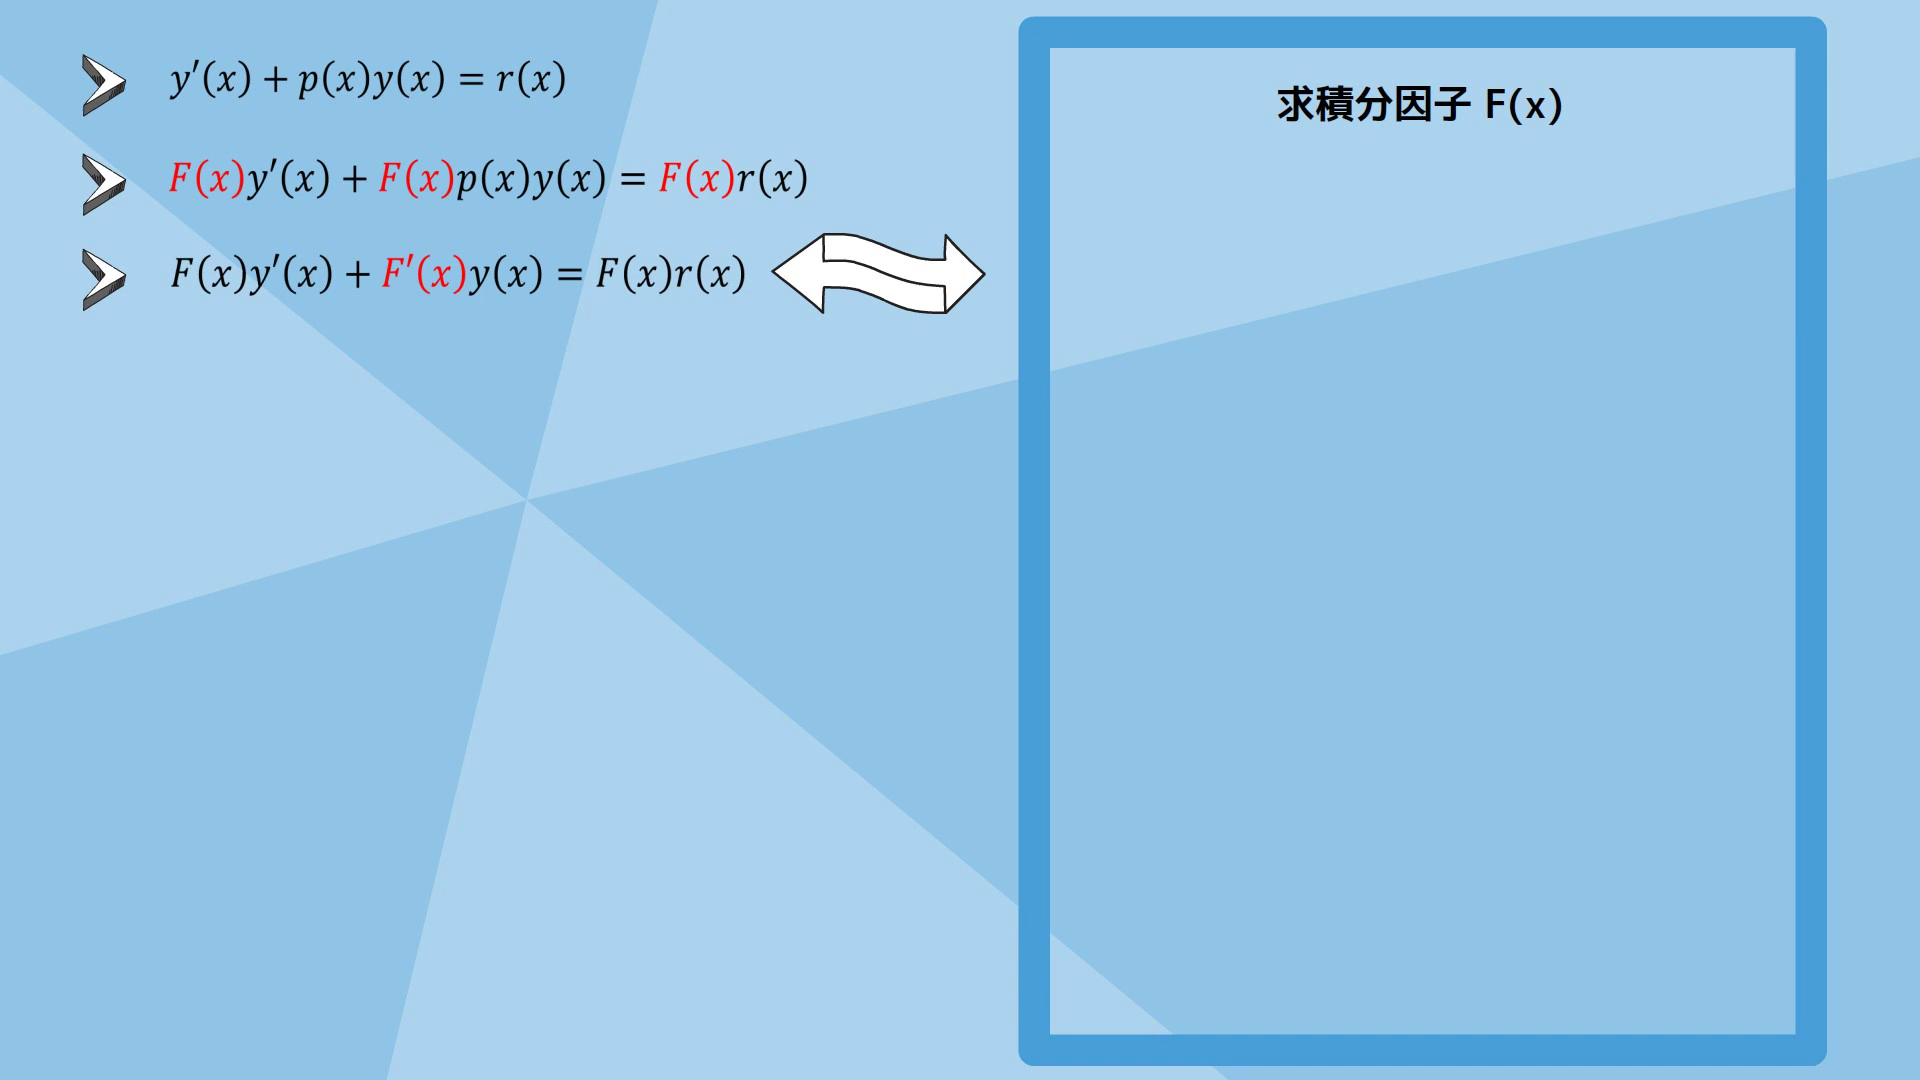 y′(x) + p(x)y(x) = r(x)
F(x)y′(x) + F(x)p(x)y(x) = F(x)r(x)
F(x)y′(x) + F′(x)y(x) = F(x)r(x)
求積分因子 F(x)